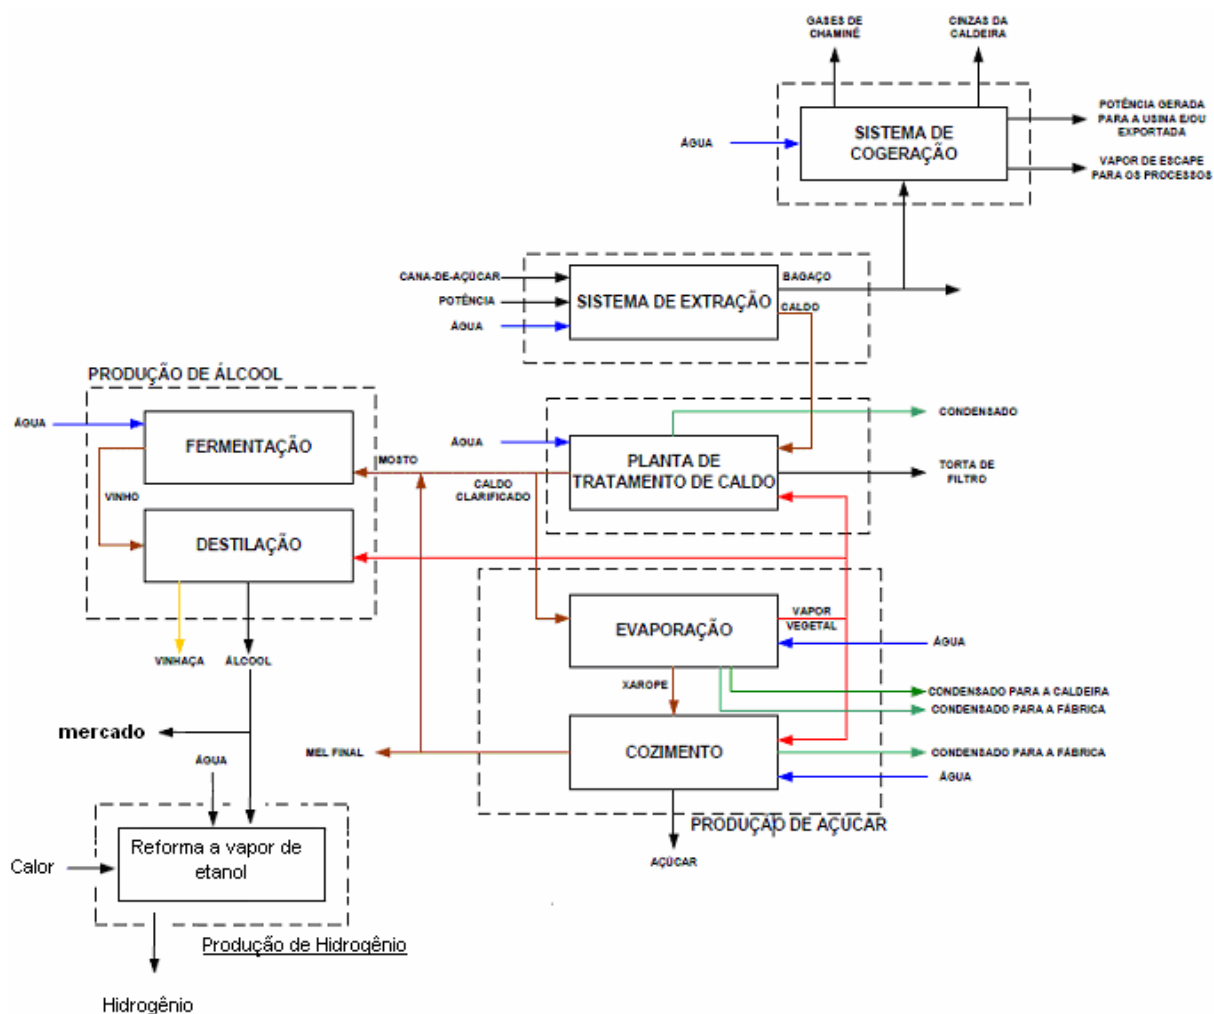 GASES DE
CHAMINÉ
CINZAS DA
CALDEIRA
POTÊNCIA GERADA
PARA A USINA E/OU
EXPORTADA
SISTEMA DE
COGERAÇÃO
ÁGUA
VAPOR DE ESCAPE
PARA OS PROCESSOS
CANA-DE-AÇÚCAR
BAGAÇO
POTÊNCIA
SISTEMA DE EXTRAÇÃO
CALDO
ÁGUA
PRODUÇÃO DE ÁLCOOL
CONDENSADO
ÁGUA
FERMENTAÇÃO
ÁGUA
MOSTO
PLANTA DE
TRATAMENTO DE CALDO
TORTA DE
FILTRO
CALDO
CLARIFICADO
VINHO
DESTILAÇÃO
VAPOR
VEGETAL
EVAPORAÇÃO
ÁGUA
VINHAÇA
ÁLCOOL
XAROPE
CONDENSADO PARA A CALDEIRA
CONDENSADO PARA A FÁBRICA
mercado
MEL FINAL
COZIMENTO
CONDENSADO PARA A FÁBRICA
ÁGUA
ÁGUA
PRODUÇÃO DE AÇUCAR
Reforma a vapor de
etanol
AÇÚCAR
Calor
Produção de Hidrogênio
Hidrogênio